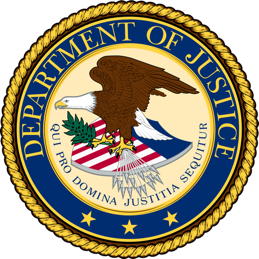 DEPARTMENT OF JUSTICE
QUI PRO DOMINA JUSTITIA SEQUITUR